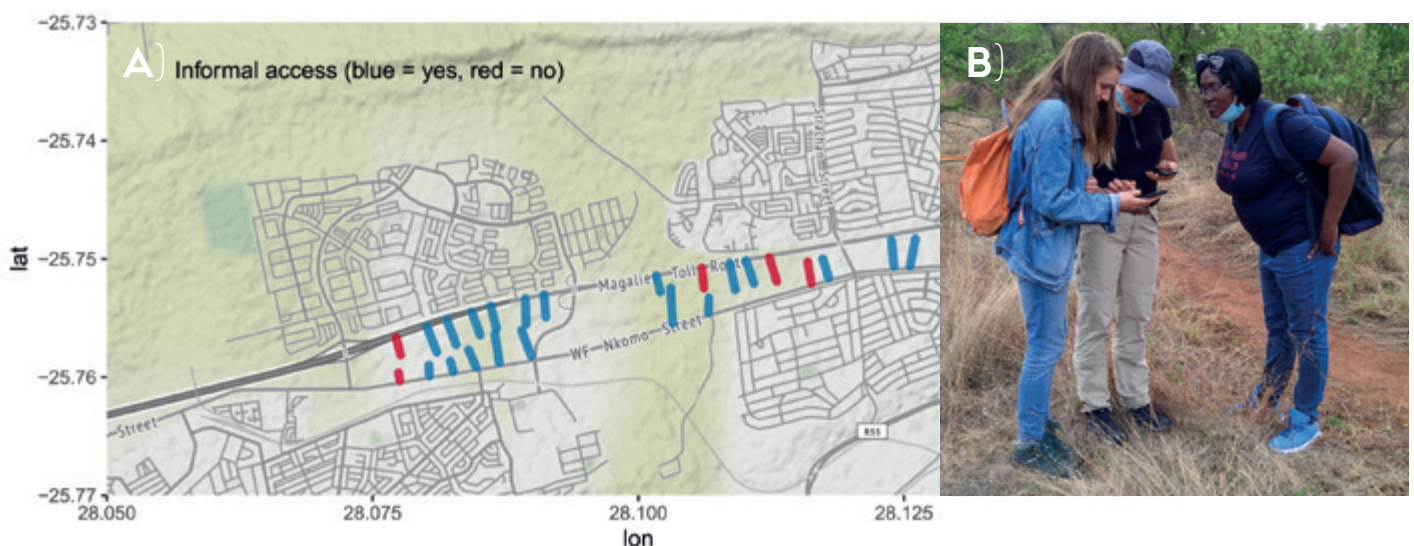 A)
Informal access (blue = yes, red = no)
B)
−25.73
−25.74
−25.75
−25.76
−25.77
lat
28.050
28.075
28.100
28.125
lon
Magalies Toll Route
WF Nkomo Street
Street
Street
R55